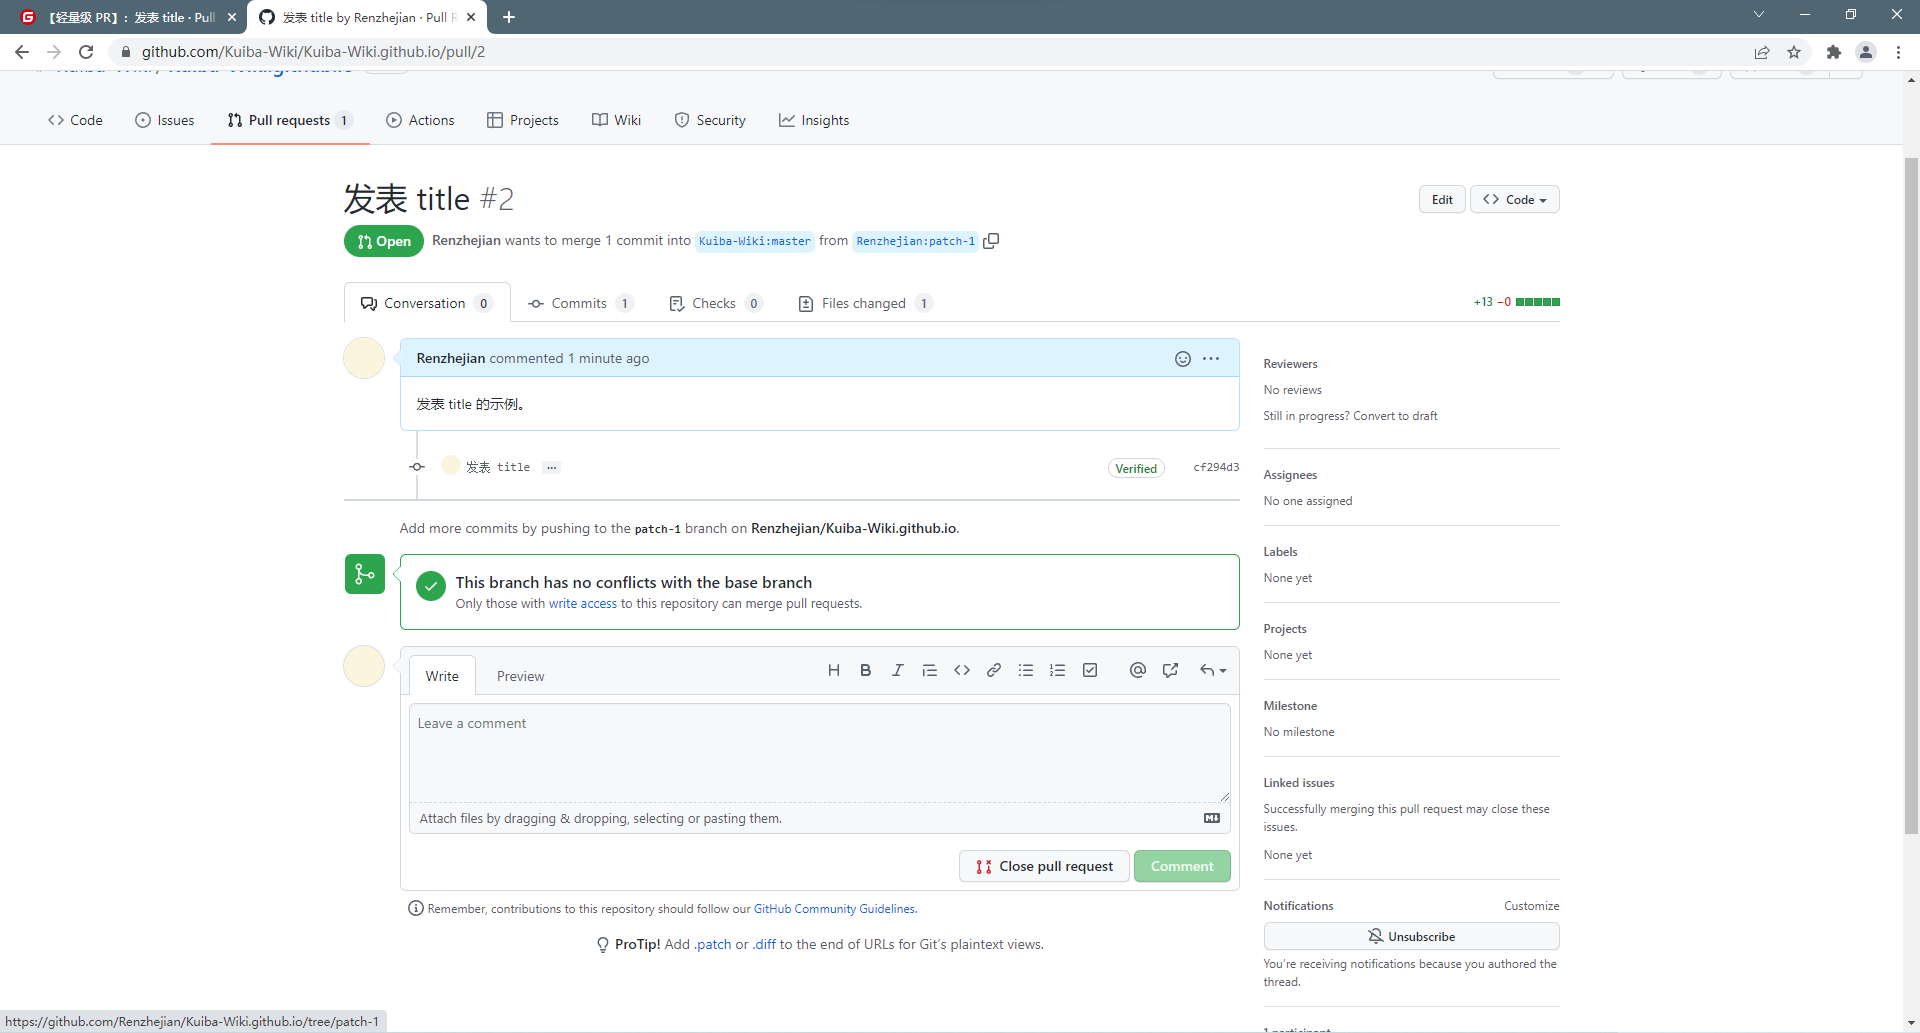 【轻量级 PR】：发表 title · Pull
发表 title by Renzhejian · Pull R
github.com/Kuiba-Wiki/Kuiba-Wiki.github.io/pull/2
Code
Issues
Pull requests 1
Actions
Projects
Wiki
Security
Insights
发表 title #2
Edit
Code
Open
Renzhejian wants to merge 1 commit into Kuiba-Wiki:master from Renzhejian:patch-1
Conversation 0
Commits 1
Checks 0
Files changed 1
+13 −0
Renzhejian commented 1 minute ago
发表 title 的示例。
发表 title ...
Verified
cf294d3
Add more commits by pushing to the patch-1 branch on Renzhejian/Kuiba-Wiki.github.io.
This branch has no conflicts with the base branch
Only those with write access to this repository can merge pull requests.
Write
Preview
Leave a comment
Attach files by dragging & dropping, selecting or pasting them.
Close pull request
Comment
Remember, contributions to this repository should follow our GitHub Community Guidelines.
ProTip! Add .patch or .diff to the end of URLs for Git's plaintext views.
Reviewers
No reviews
Still in progress? Convert to draft
Assignees
No one assigned
Labels
None yet
Projects
None yet
Milestone
No milestone
Linked issues
Successfully merging this pull request may close these
issues.
None yet
Notifications
Customize
Unsubscribe
You're receiving notifications because you authored the
thread.
1 participant
https://github.com/Renzhejian/Kuiba-Wiki.github.io/tree/patch-1